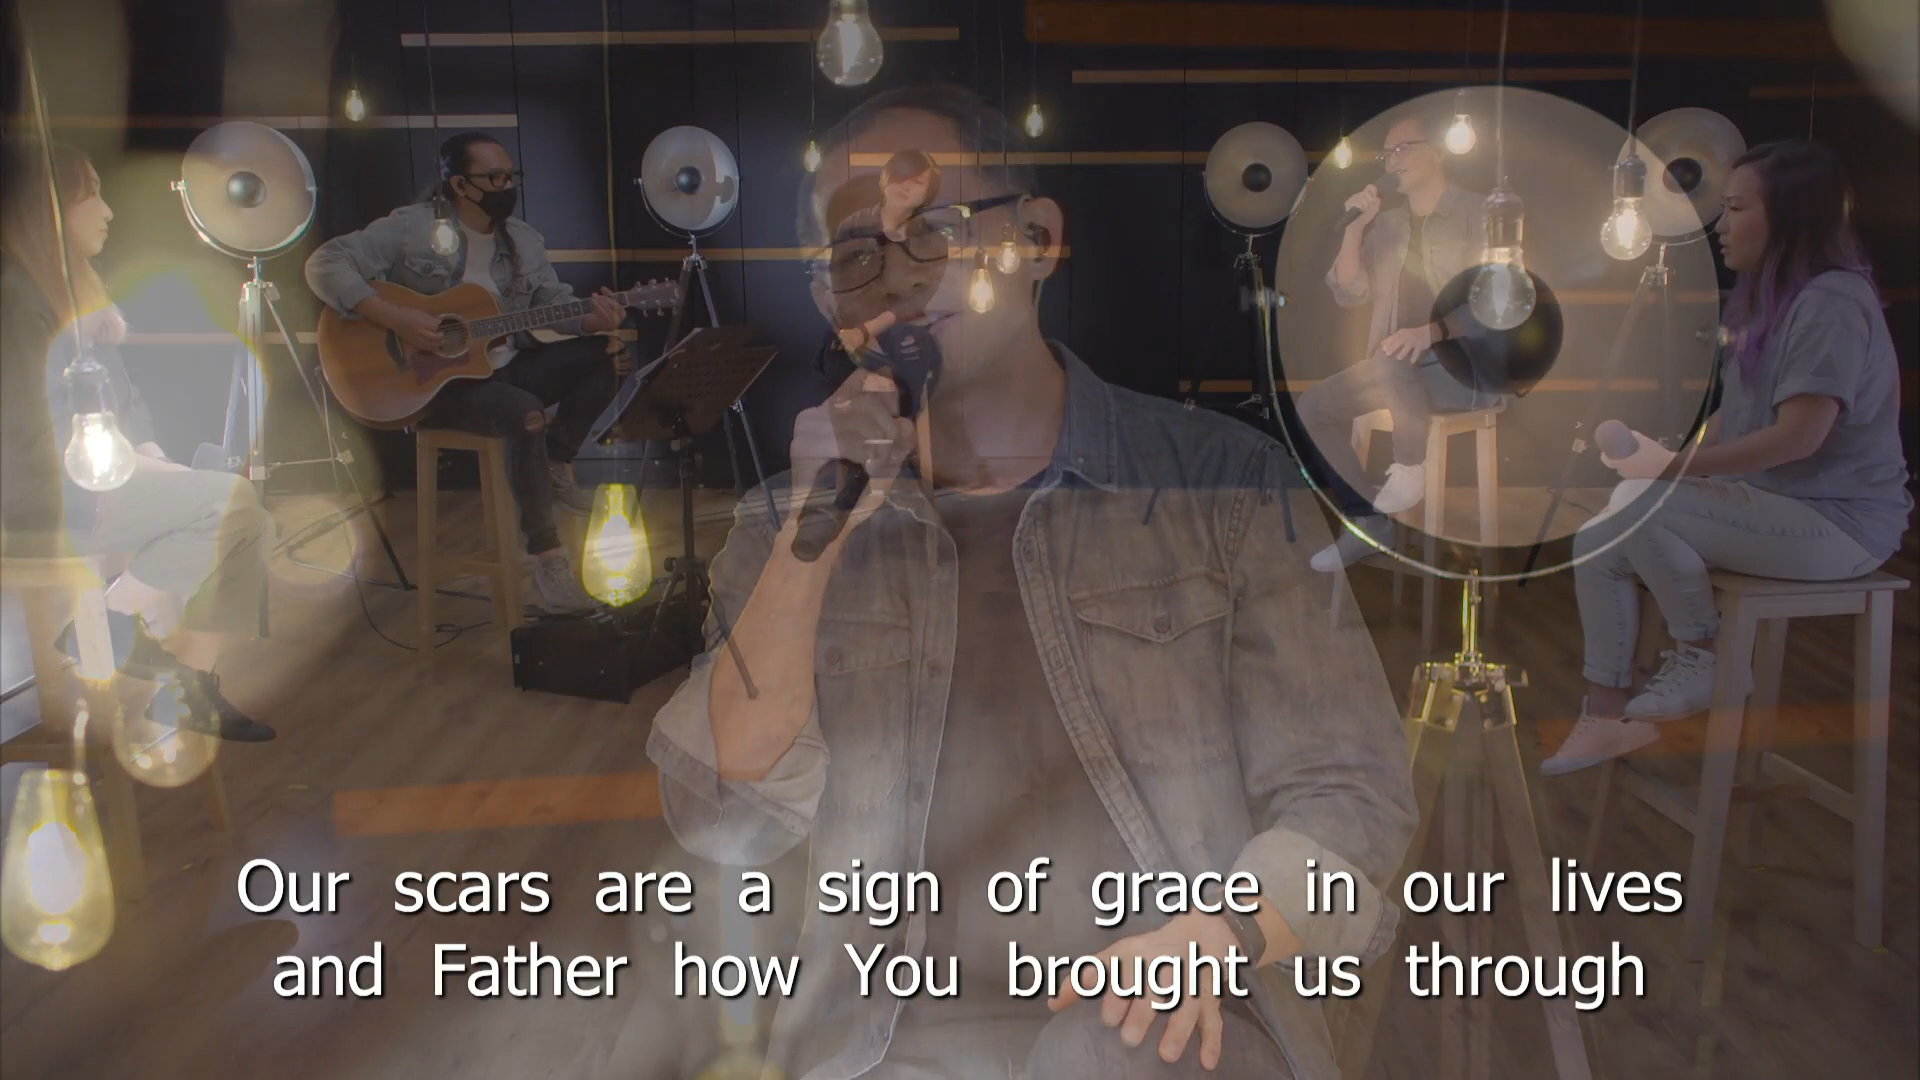 Our scars are a sign of grace in our lives
and Father how You brought us through